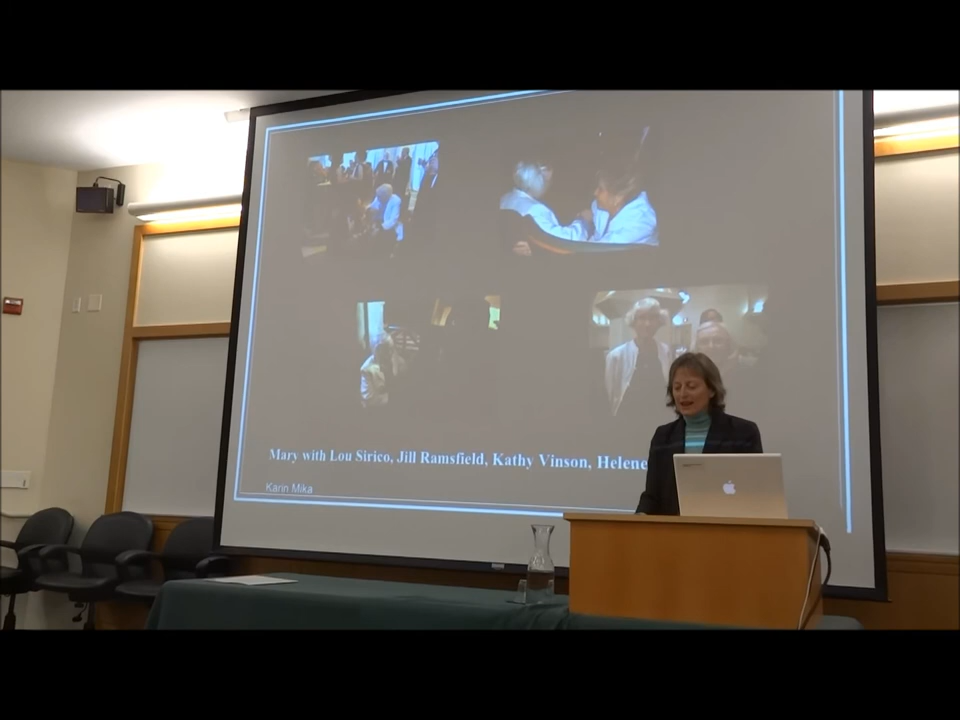 Mary with Lou Sirico, Jill Ramsfield, Kathy Vinson, Helene
Karin Mika